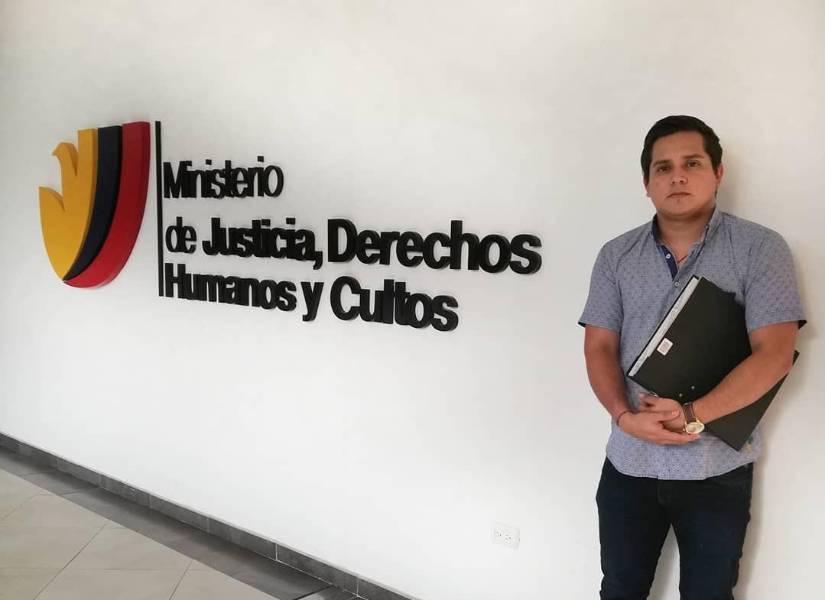 Ministerio
de Justicia, Derechos
Humanos y Cultos